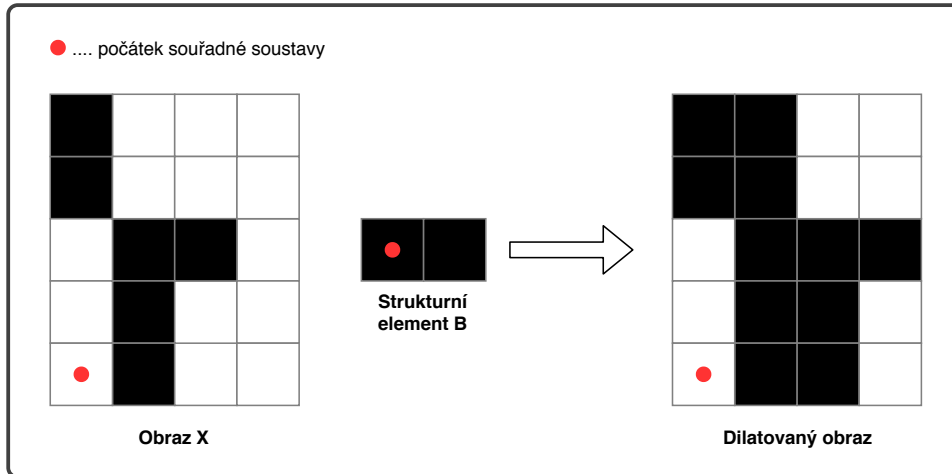 .... počátek souřadné soustavy
Strukturní
element B
Obraz X
Dilatovaný obraz